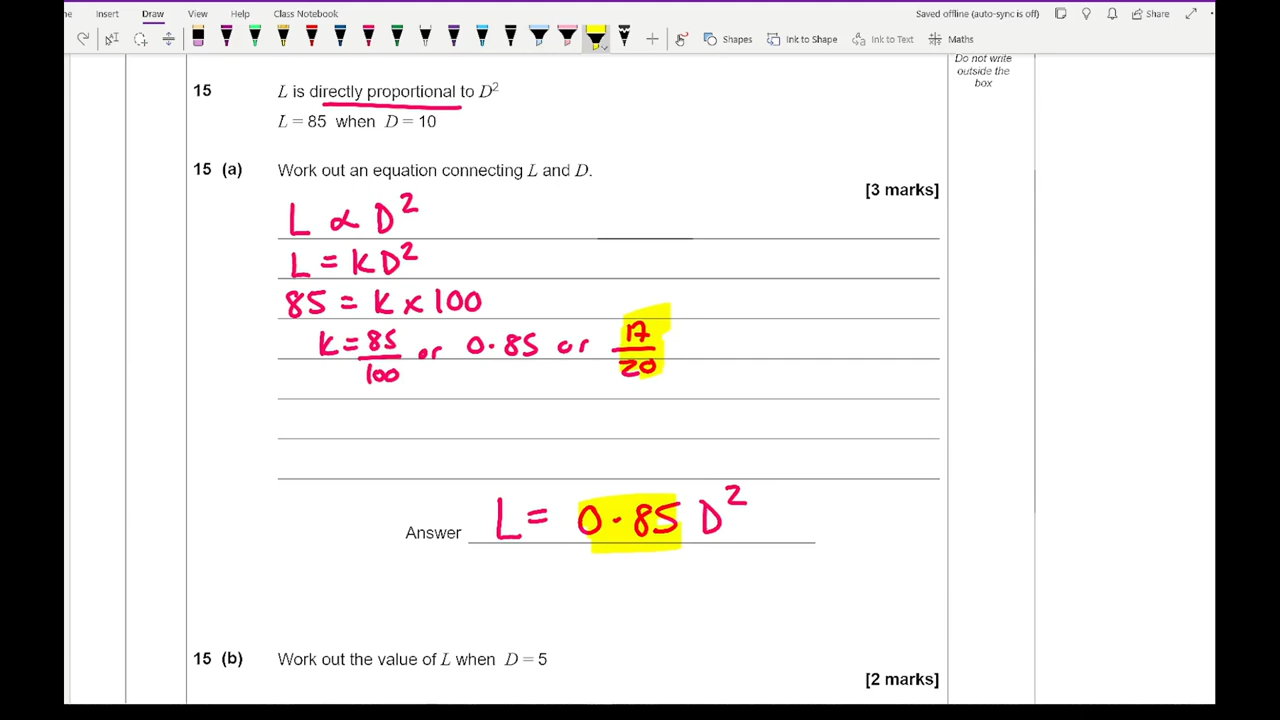 me Insert Draw View Help Class Notebook Saved offline (auto-sync is off) Share
Shapes Ink to Shape Ink to Text Maths
Do not write
outside the
box
15 L is directly proportional to D²
L = 85 when D = 10
15 (a) Work out an equation connecting L and D.
[3 marks]
L ∝ D²
L = KD²
85 = K × 100
K = 85/100 or 0.85 or 17/20
Answer L = 0.85 D²
15 (b) Work out the value of L when D = 5
[2 marks]